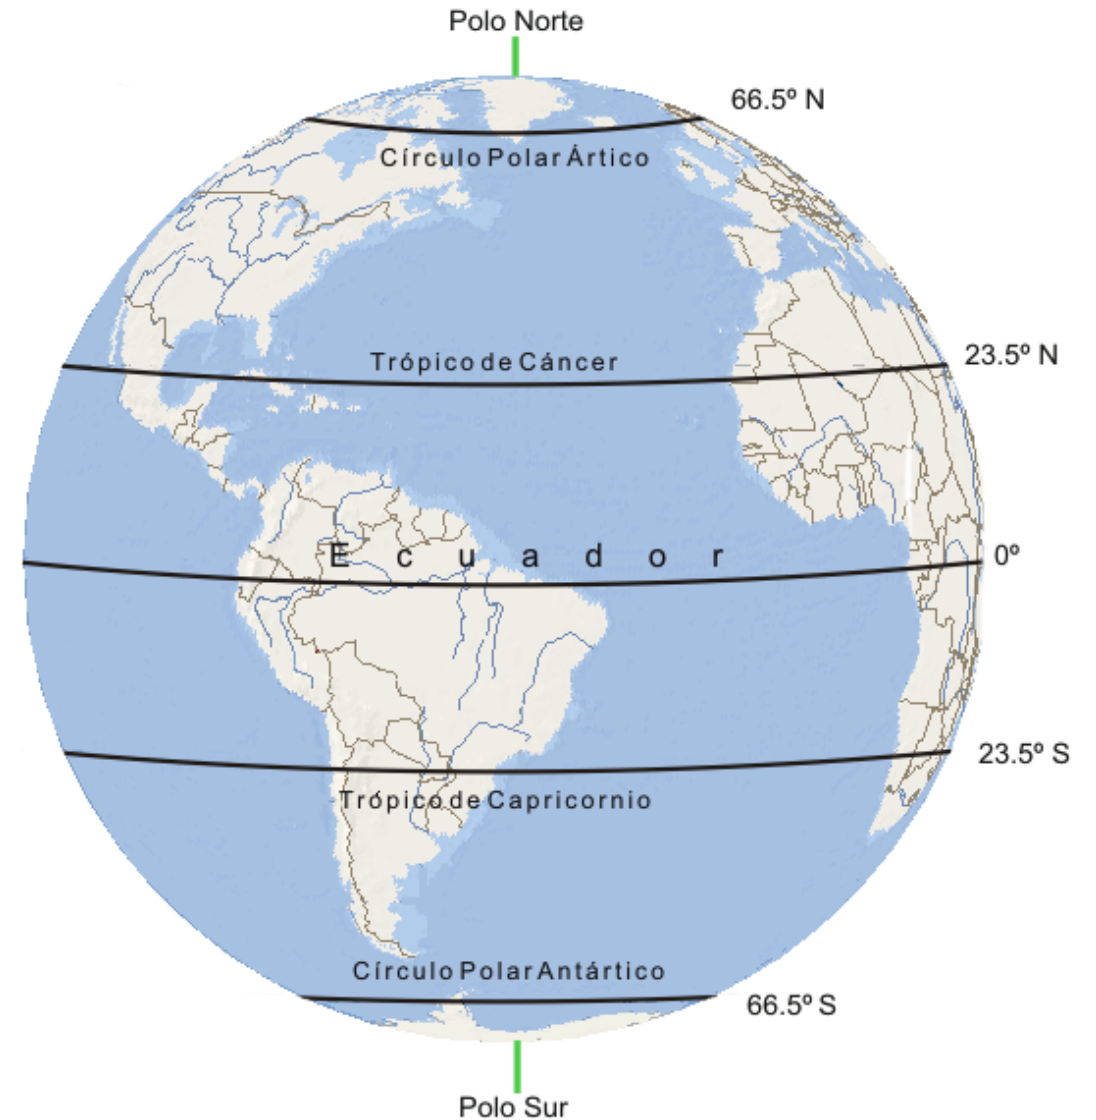 Polo Norte
66.5º N
Círculo Polar Ártico
Trópico de Cáncer
23.5º N
Ecuador
0º
23.5º S
Trópico de Capricornio
Círculo Polar Antártico
66.5º S
Polo Sur